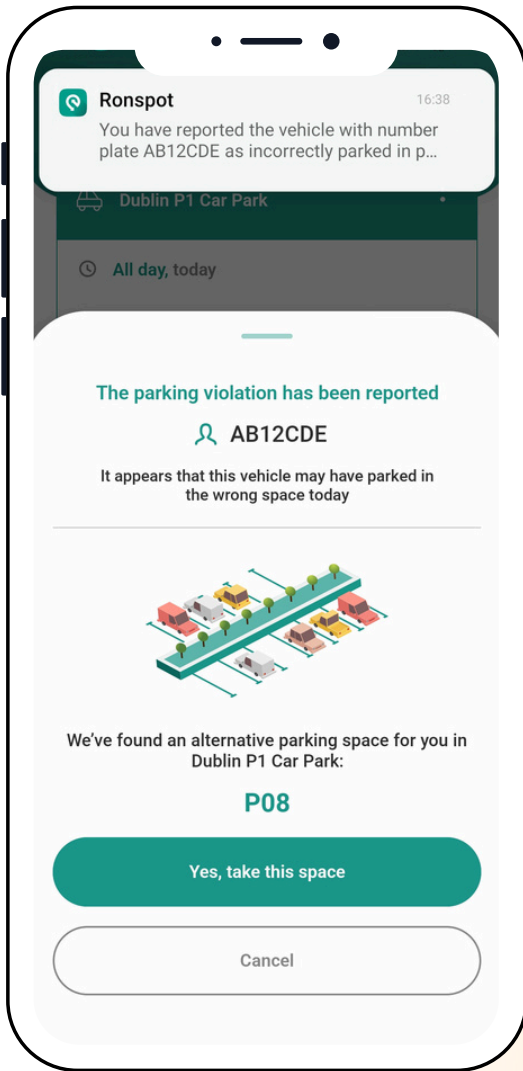 Ronspot
16:38
You have reported the vehicle with number
plate AB12CDE as incorrectly parked in p...
Dublin P1 Car Park
All day, today
The parking violation has been reported
AB12CDE
It appears that this vehicle may have parked in
the wrong space today
We've found an alternative parking space for you in
Dublin P1 Car Park:
P08
Yes, take this space
Cancel